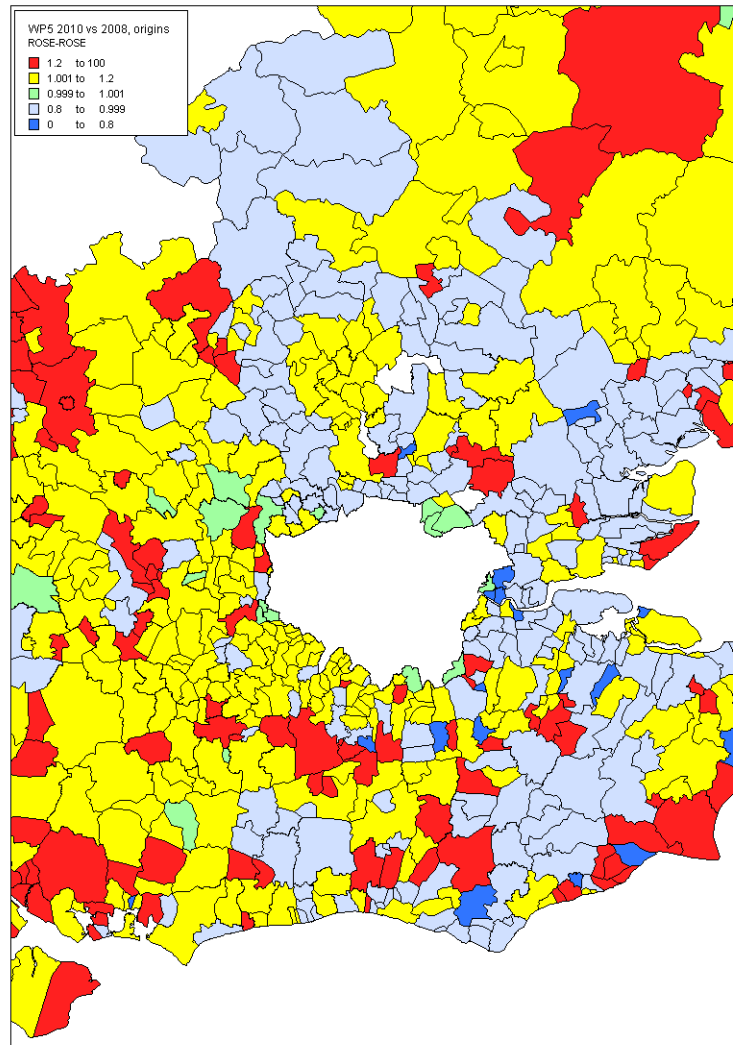 WP5 2010 vs 2008, origins
ROSE-ROSE
1.2 to 100
1.001 to 1.2
0.999 to 1.001
0.8 to 0.999
0 to 0.8